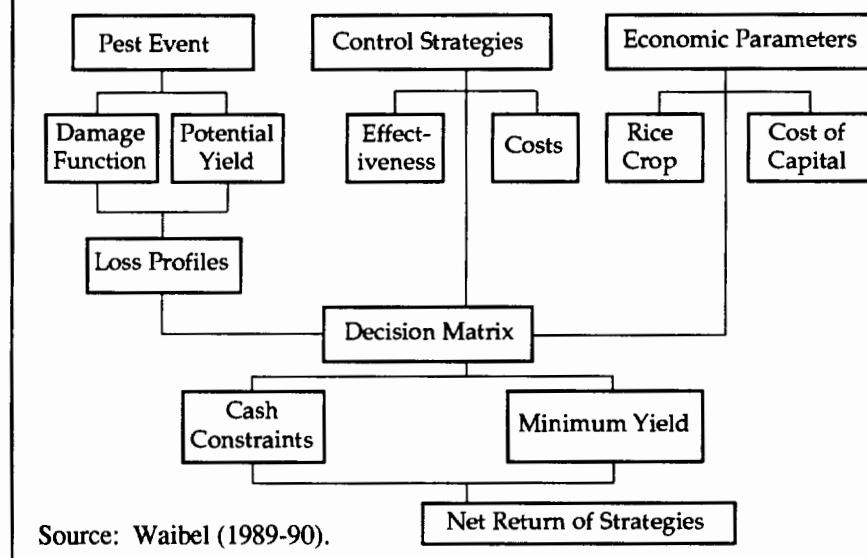 Pest Event
Control Strategies
Economic Parameters
Damage
Function
Potential
Yield
Effect-
iveness
Costs
Rice
Crop
Cost of
Capital
Loss Profiles
Decision Matrix
Cash
Constraints
Minimum Yield
Net Return of Strategies
Source: Waibel (1989-90).